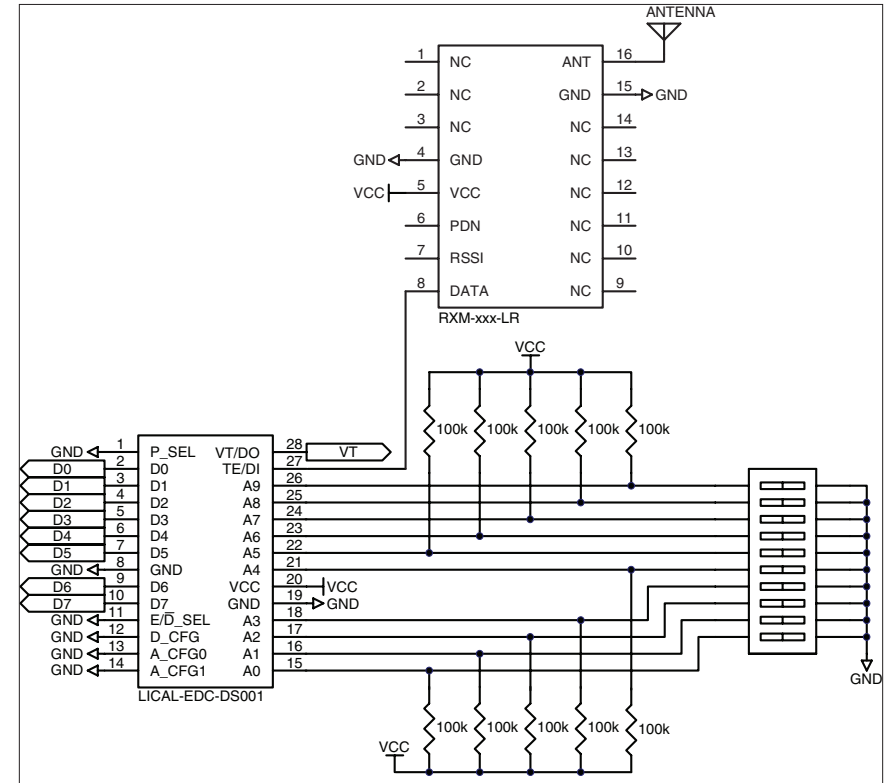 ANTENNA
1 NC ANT 16
2 NC GND 15 GND
3 NC NC 14
GND 4 GND NC 13
VCC 5 VCC NC 12
6 PDN NC 11
7 RSSI NC 10
8 DATA NC 9
RXM-xxx-LR
VCC
100k 100k 100k 100k 100k
GND 1 P_SEL VT/DO 28 VT
D0 2 D0 TE/DI 27
D1 3 D1 A9 26
D2 4 D2 A8 25
D3 5 D3 A7 24
D4 6 D4 A6 23
D5 7 D5 A5 22
GND 8 GND A4 21
D6 9 D6 VCC 20 VCC
D7 10 D7 GND 19 GND
GND 11 E/D̅_SEL A3 18
GND 12 D_CFG A2 17
GND 13 A_CFG0 A1 16
GND 14 A_CFG1 A0 15
GND
LICAL-EDC-DS001
100k 100k 100k 100k 100k
VCC